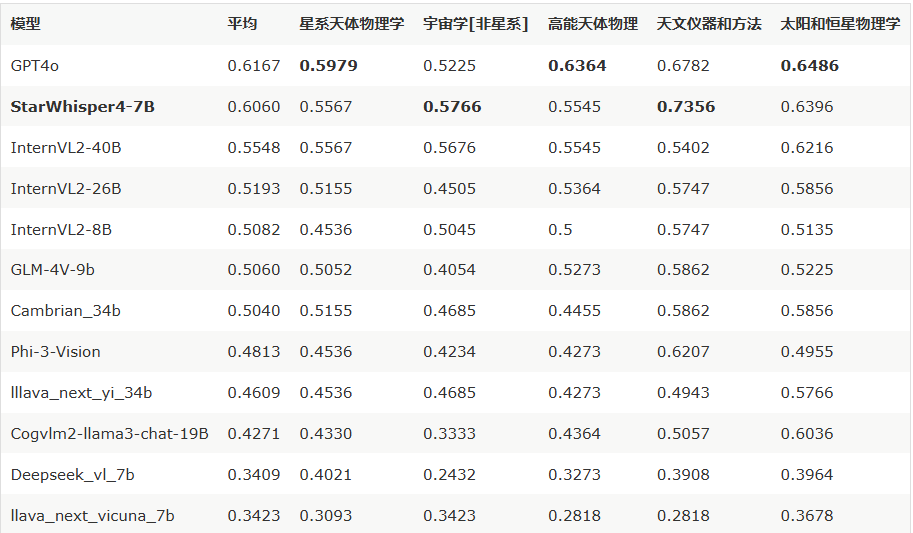 模型 平均 星系天体物理学 宇宙学[非星系] 高能天体物理 天文仪器和方法 太阳和恒星物理学
GPT4o 0.6167 0.5979 0.5225 0.6364 0.6782 0.6486
StarWhisper4-7B 0.6060 0.5567 0.5766 0.5545 0.7356 0.6396
InternVL2-40B 0.5548 0.5567 0.5676 0.5545 0.5402 0.6216
InternVL2-26B 0.5193 0.5155 0.4505 0.5364 0.5747 0.5856
InternVL2-8B 0.5082 0.4536 0.5045 0.5 0.5747 0.5135
GLM-4V-9b 0.5060 0.5052 0.4054 0.5273 0.5862 0.5225
Cambrian_34b 0.5040 0.5155 0.4685 0.4455 0.5862 0.5856
Phi-3-Vision 0.4813 0.4536 0.4234 0.4273 0.6207 0.4955
lllava_next_yi_34b 0.4609 0.4536 0.4685 0.4273 0.4943 0.5766
Cogvlm2-llama3-chat-19B 0.4271 0.4330 0.3333 0.4364 0.5057 0.6036
Deepseek_vl_7b 0.3409 0.4021 0.2432 0.3273 0.3908 0.3964
llava_next_vicuna_7b 0.3423 0.3093 0.3423 0.2818 0.2818 0.3678